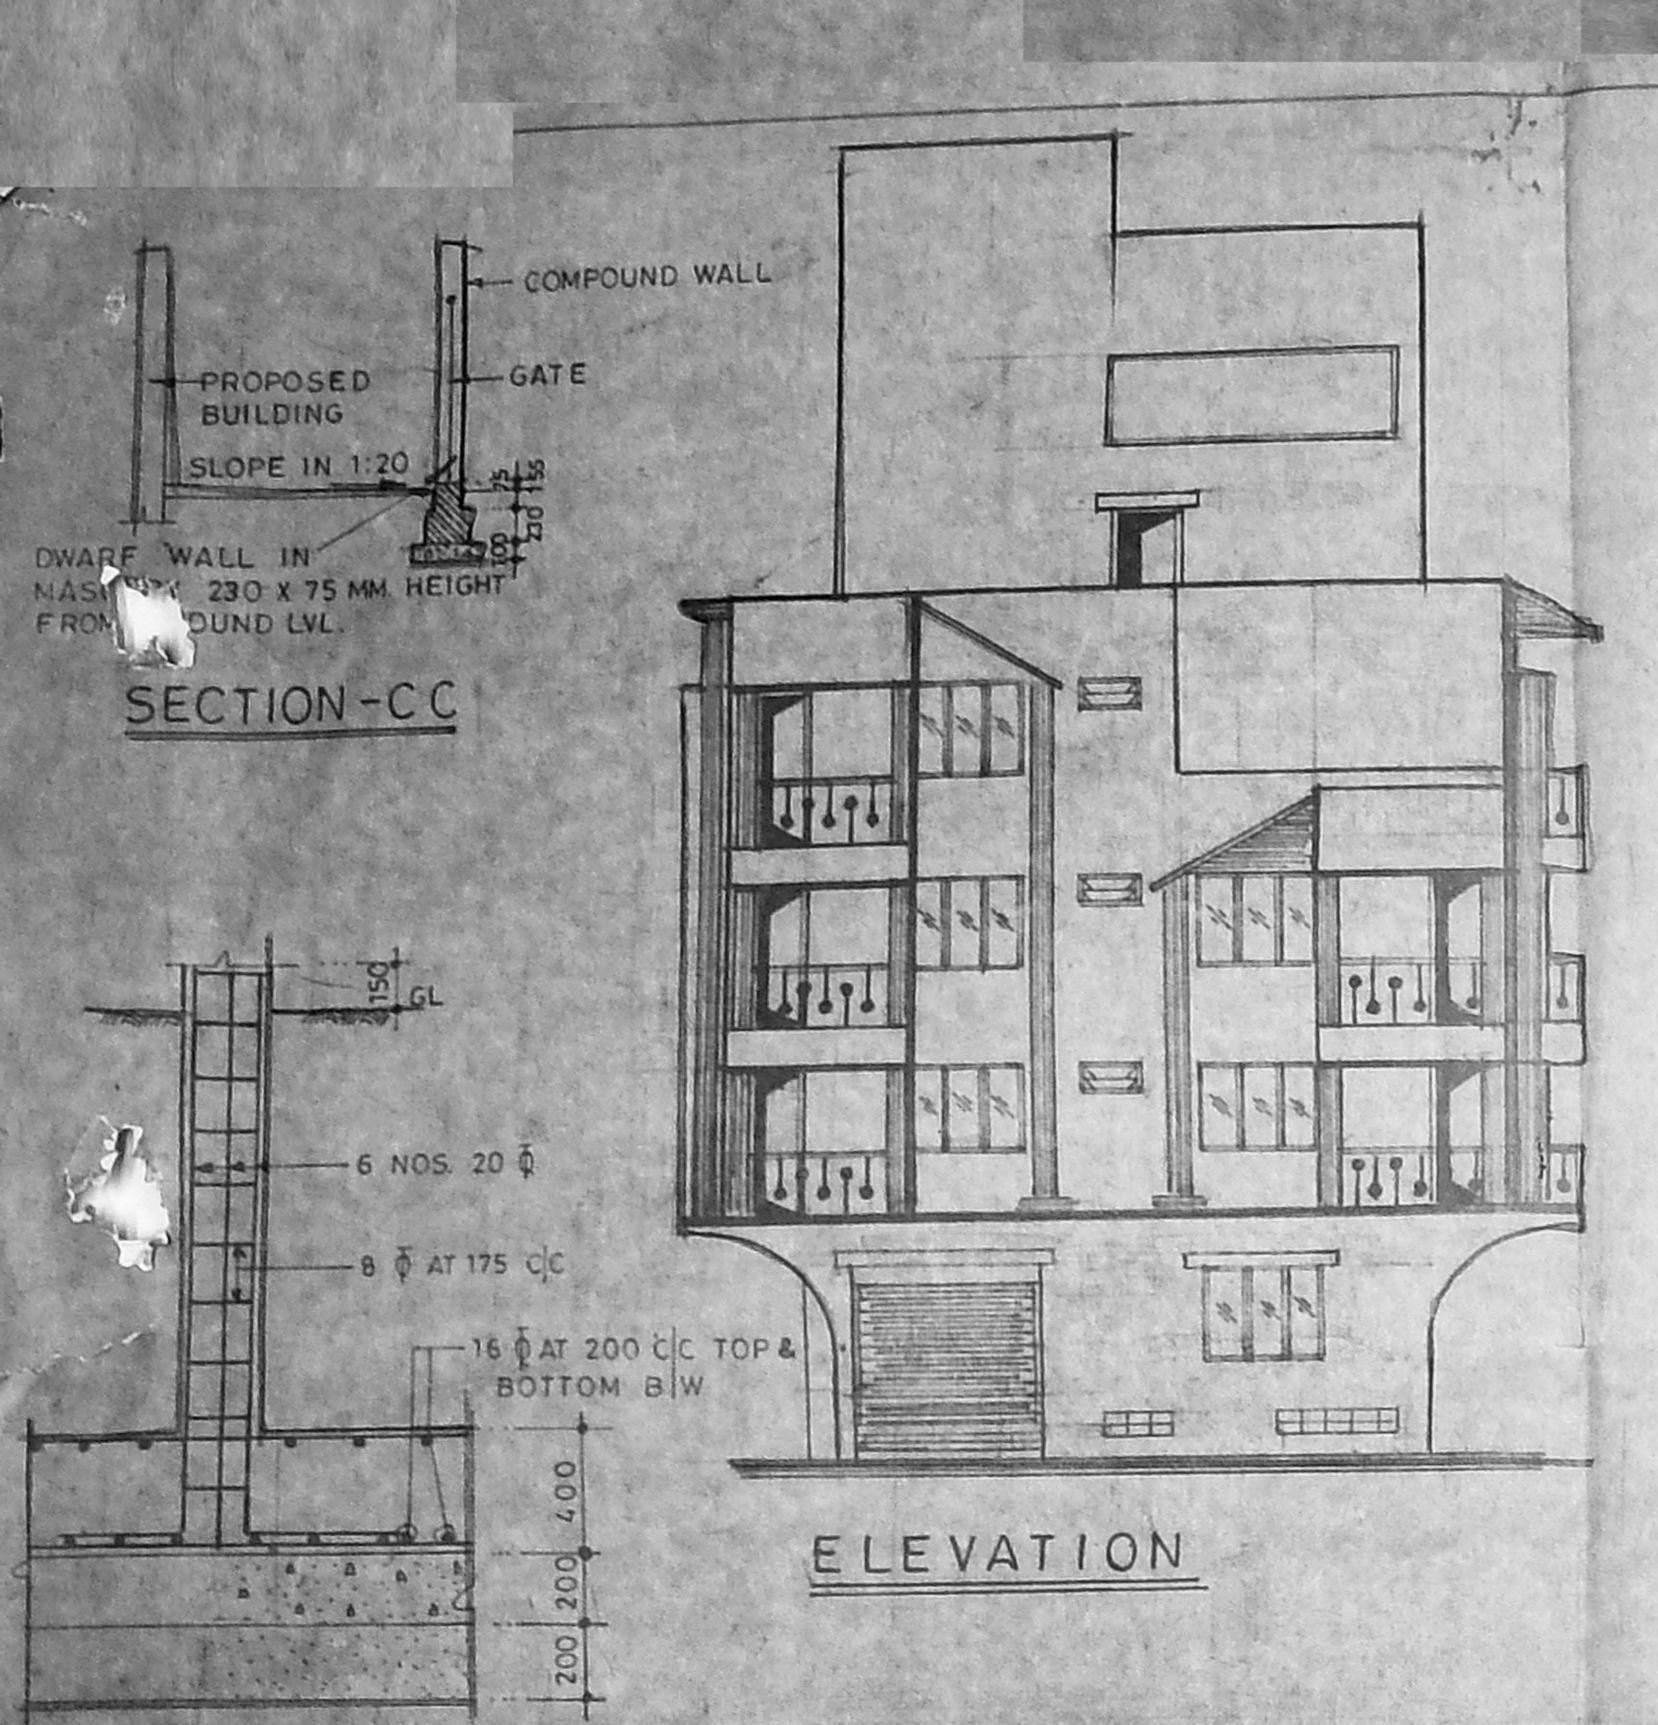 COMPOUND WALL
GATE
PROPOSED
BUILDING
SLOPE IN 1:20
75
155
230
DWARF WALL IN
230 X 75 MM. HEIGHT
LVL.
SECTION-CC
150
GL
6 NOS. 20 Φ
8 Φ AT 175 C/C
16 Φ AT 200 C/C TOP &
BOTTOM B/W
400
200
200
ELEVATION